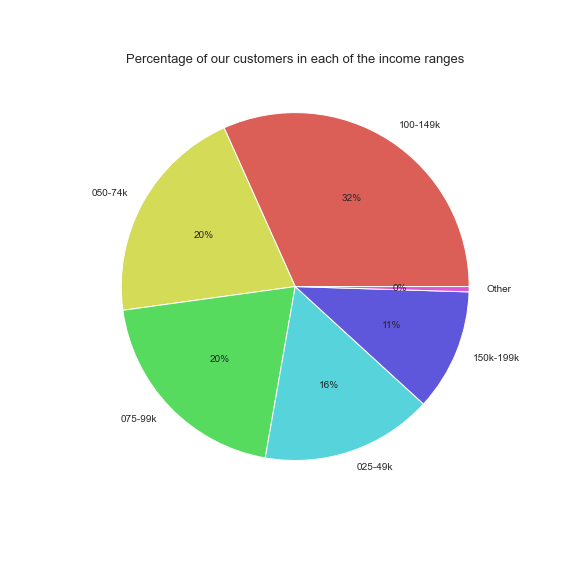 Percentage of our customers in each of the income ranges
100-149k
32%
050-74k
20%
0%
Other
11%
150k-199k
20%
16%
075-99k
025-49k